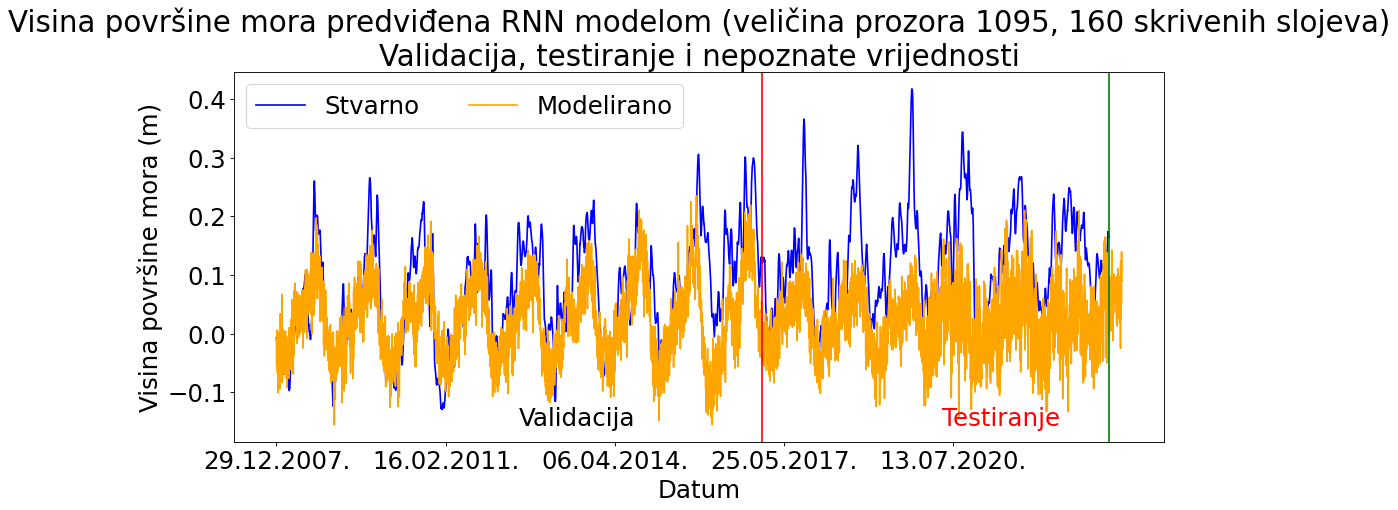 Visina površine mora predviđena RNN modelom (veličina prozora 1095, 160 skrivenih slojeva)
Validacija, testiranje i nepoznate vrijednosti
Stvarno
Modelirano
Visina površine mora (m)
0.4
0.3
0.2
0.1
0.0
−0.1
Validacija
Testiranje
29.12.2007.
16.02.2011.
06.04.2014.
25.05.2017.
13.07.2020.
Datum